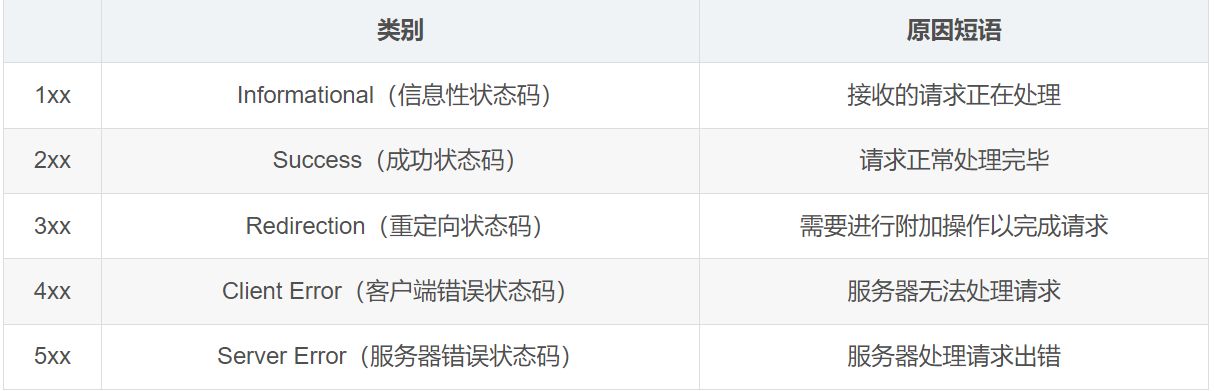 类别 原因短语
1xx Informational（信息性状态码） 接收的请求正在处理
2xx Success（成功状态码） 请求正常处理完毕
3xx Redirection（重定向状态码） 需要进行附加操作以完成请求
4xx Client Error（客户端错误状态码） 服务器无法处理请求
5xx Server Error（服务器错误状态码） 服务器处理请求出错